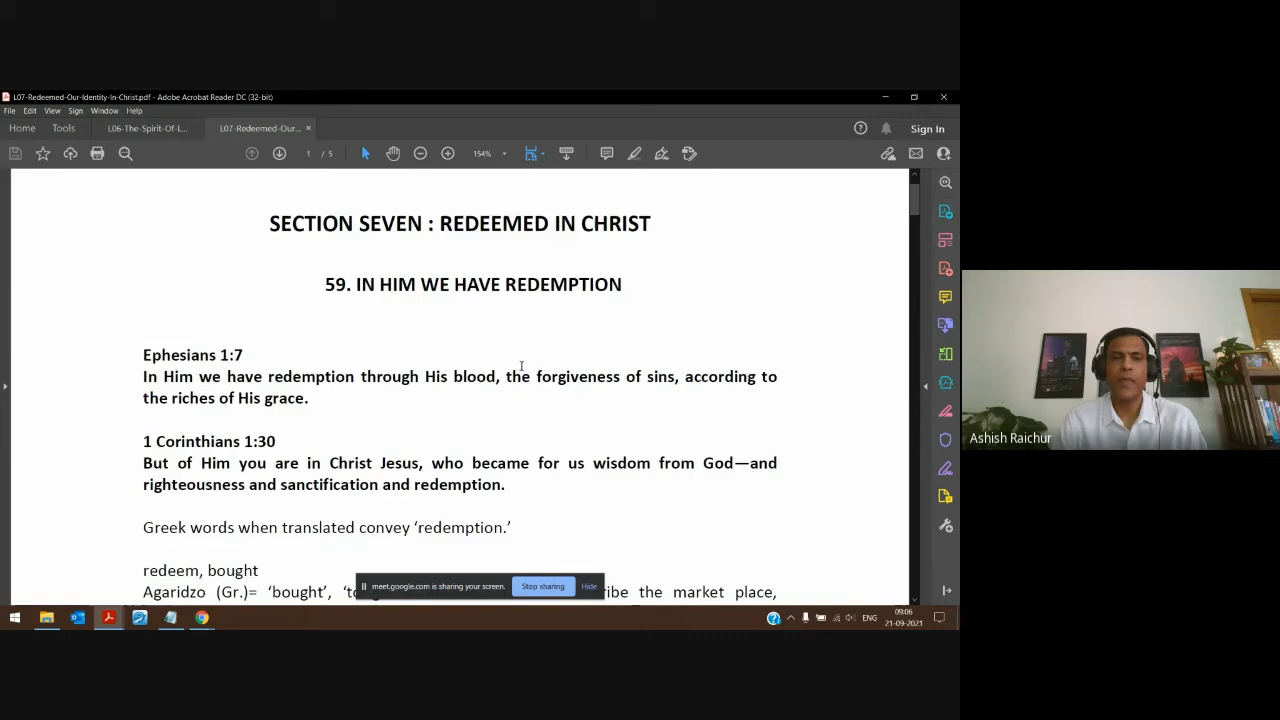 L07-Redeemed-Our-Identity-In-Christ.pdf - Adobe Acrobat Reader DC (32-bit)
File Edit View Sign Window Help
Home Tools L06-The-Spirit-Of-L... L07-Redeemed-Our... × Sign In
1 / 5 154%
SECTION SEVEN : REDEEMED IN CHRIST
59. IN HIM WE HAVE REDEMPTION
Ephesians 1:7
In Him we have redemption through His blood, the forgiveness of sins, according to
the riches of His grace.
1 Corinthians 1:30
But of Him you are in Christ Jesus, who became for us wisdom from God—and
righteousness and sanctification and redemption.
Greek words when translated convey ‘redemption.’
redeem, bought
Agaridzo (Gr.)= ‘bought’, the market place,
meet.google.com is sharing your screen. Stop sharing Hide
ENG
09:06
21-09-2021
Ashish Raichur